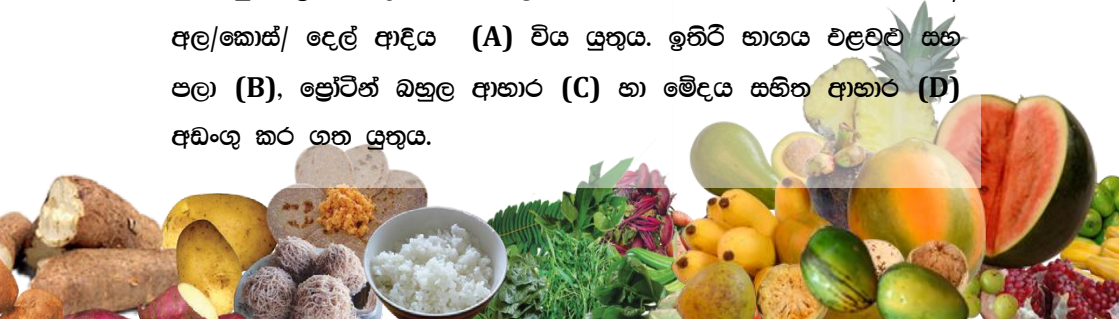 අල/කොස්/ දෙල් ආදිය (A) විය යුතුය. ඉතිරි භාගය එළවළු සහ
පලා (B), ප්‍රෝටීන් බහුල ආහාර (C) හා මේදය සහිත ආහාර (D)
අඩංගු කර ගත යුතුය.